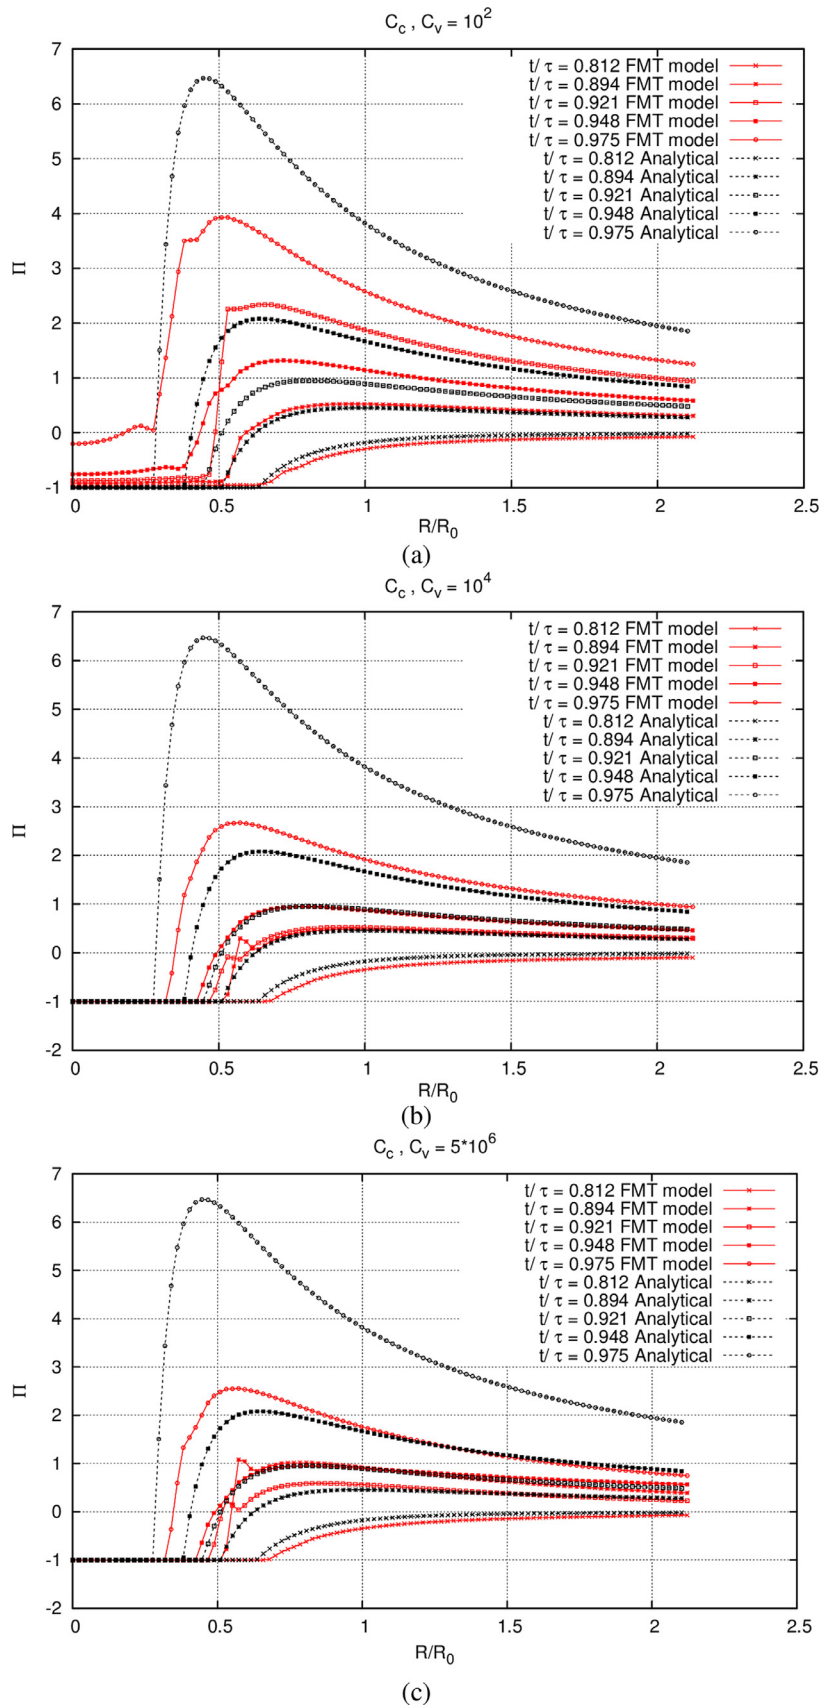 C_c , C_v = 10^2
t/ τ = 0.812 FMT model
t/ τ = 0.894 FMT model
t/ τ = 0.921 FMT model
t/ τ = 0.948 FMT model
t/ τ = 0.975 FMT model
t/ τ = 0.812 Analytical
t/ τ = 0.894 Analytical
t/ τ = 0.921 Analytical
t/ τ = 0.948 Analytical
t/ τ = 0.975 Analytical
7
6
5
4
3
2
1
0
-1
Π
0 0.5 1 1.5 2 2.5
R/R_0
(a)
C_c , C_v = 10^4
t/ τ = 0.812 FMT model
t/ τ = 0.894 FMT model
t/ τ = 0.921 FMT model
t/ τ = 0.948 FMT model
t/ τ = 0.975 FMT model
t/ τ = 0.812 Analytical
t/ τ = 0.894 Analytical
t/ τ = 0.921 Analytical
t/ τ = 0.948 Analytical
t/ τ = 0.975 Analytical
7
6
5
4
3
2
1
0
-1
-2
Π
0 0.5 1 1.5 2 2.5
R/R_0
(b)
C_c , C_v = 5*10^6
t/ τ = 0.812 FMT model
t/ τ = 0.894 FMT model
t/ τ = 0.921 FMT model
t/ τ = 0.948 FMT model
t/ τ = 0.975 FMT model
t/ τ = 0.812 Analytical
t/ τ = 0.894 Analytical
t/ τ = 0.921 Analytical
t/ τ = 0.948 Analytical
t/ τ = 0.975 Analytical
7
6
5
4
3
2
1
0
-1
-2
Π
0 0.5 1 1.5 2 2.5
R/R_0
(c)